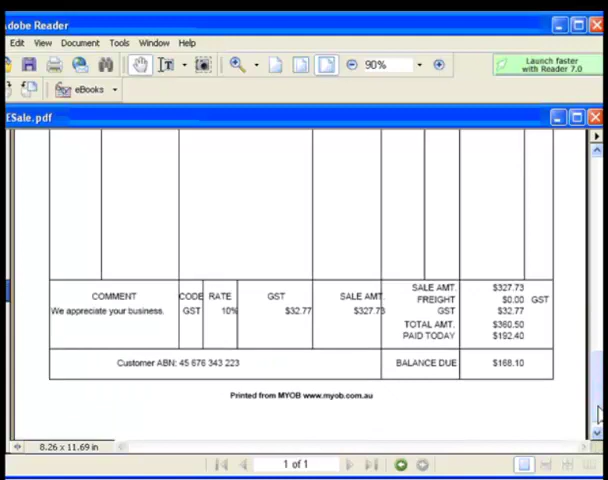 Adobe Reader
Edit View Document Tools Window Help
90%
Launch faster
with Reader 7.0
eBooks
ESale.pdf
COMMENT CODE RATE GST SALE AMT.
We appreciate your business. GST 10% $32.77 $327.73
SALE AMT. $327.73
FREIGHT $0.00 GST
GST $32.77
TOTAL AMT. $360.50
PAID TODAY $192.40
Customer ABN: 45 676 343 223 BALANCE DUE $168.10
Printed from MYOB www.myob.com.au
8.26 x 11.69 in
1 of 1